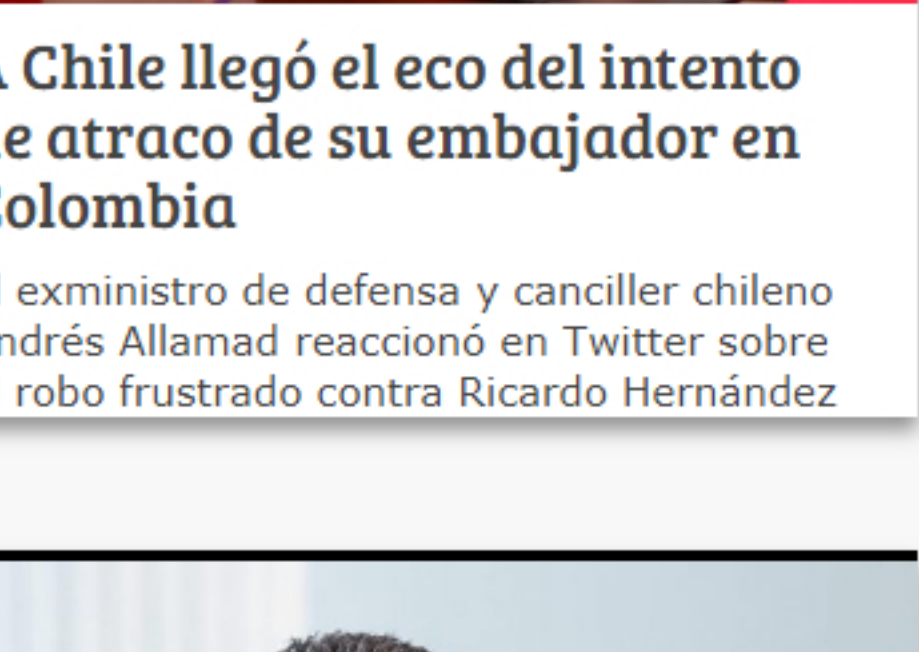 A Chile llegó el eco del intento
e atraco de su embajador en
Colombia
exministro de defensa y canciller chileno
ndrés Allamad reaccionó en Twitter sobre
robo frustrado contra Ricardo Hernández